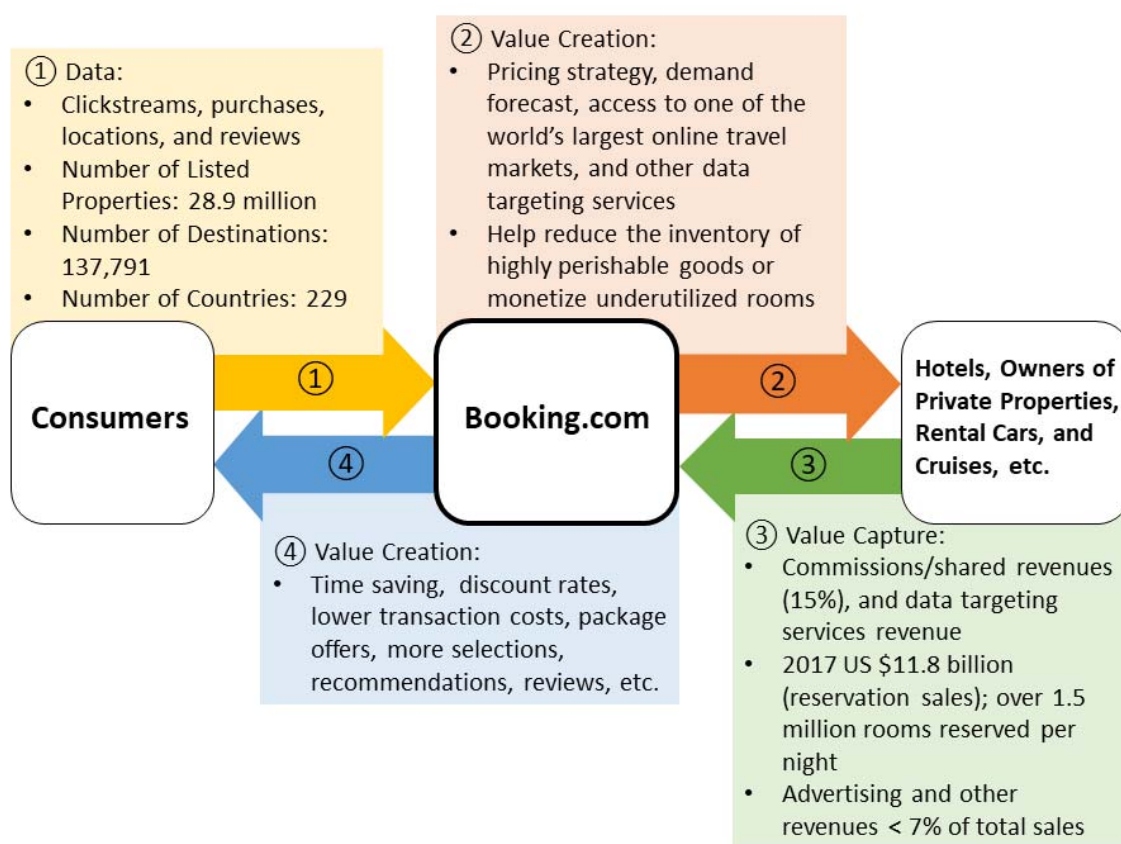 ① Data:
• Clickstreams, purchases,
locations, and reviews
• Number of Listed
Properties: 28.9 million
• Number of Destinations:
137,791
• Number of Countries: 229
② Value Creation:
• Pricing strategy, demand
forecast, access to one of the
world's largest online travel
markets, and other data
targeting services
• Help reduce the inventory of
highly perishable goods or
monetize underutilized rooms
Consumers
①
Booking.com
②
Hotels, Owners of
Private Properties,
Rental Cars, and
Cruises, etc.
④
③
④ Value Creation:
• Time saving, discount rates,
lower transaction costs, package
offers, more selections,
recommendations, reviews, etc.
③ Value Capture:
• Commissions/shared revenues
(15%), and data targeting
services revenue
• 2017 US $11.8 billion
(reservation sales); over 1.5
million rooms reserved per
night
• Advertising and other
revenues < 7% of total sales